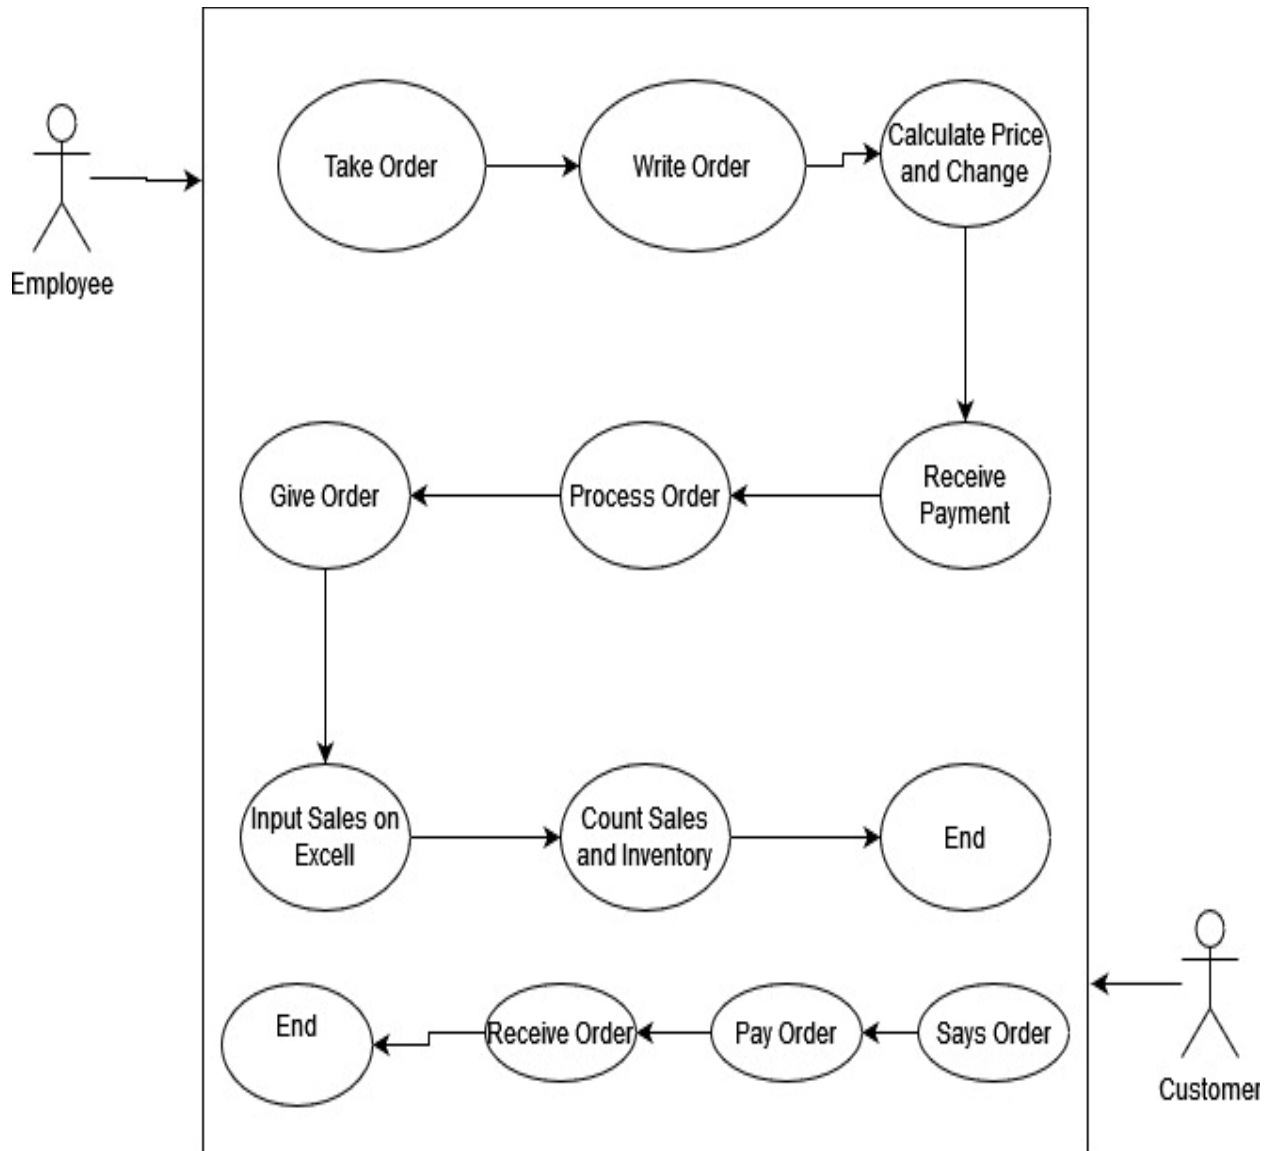 Take Order
Write Order
Calculate Price
and Change
Employee
Give Order
Process Order
Receive
Payment
Input Sales on
Excell
Count Sales
and Inventory
End
End
Receive Order
Pay Order
Says Order
Customer